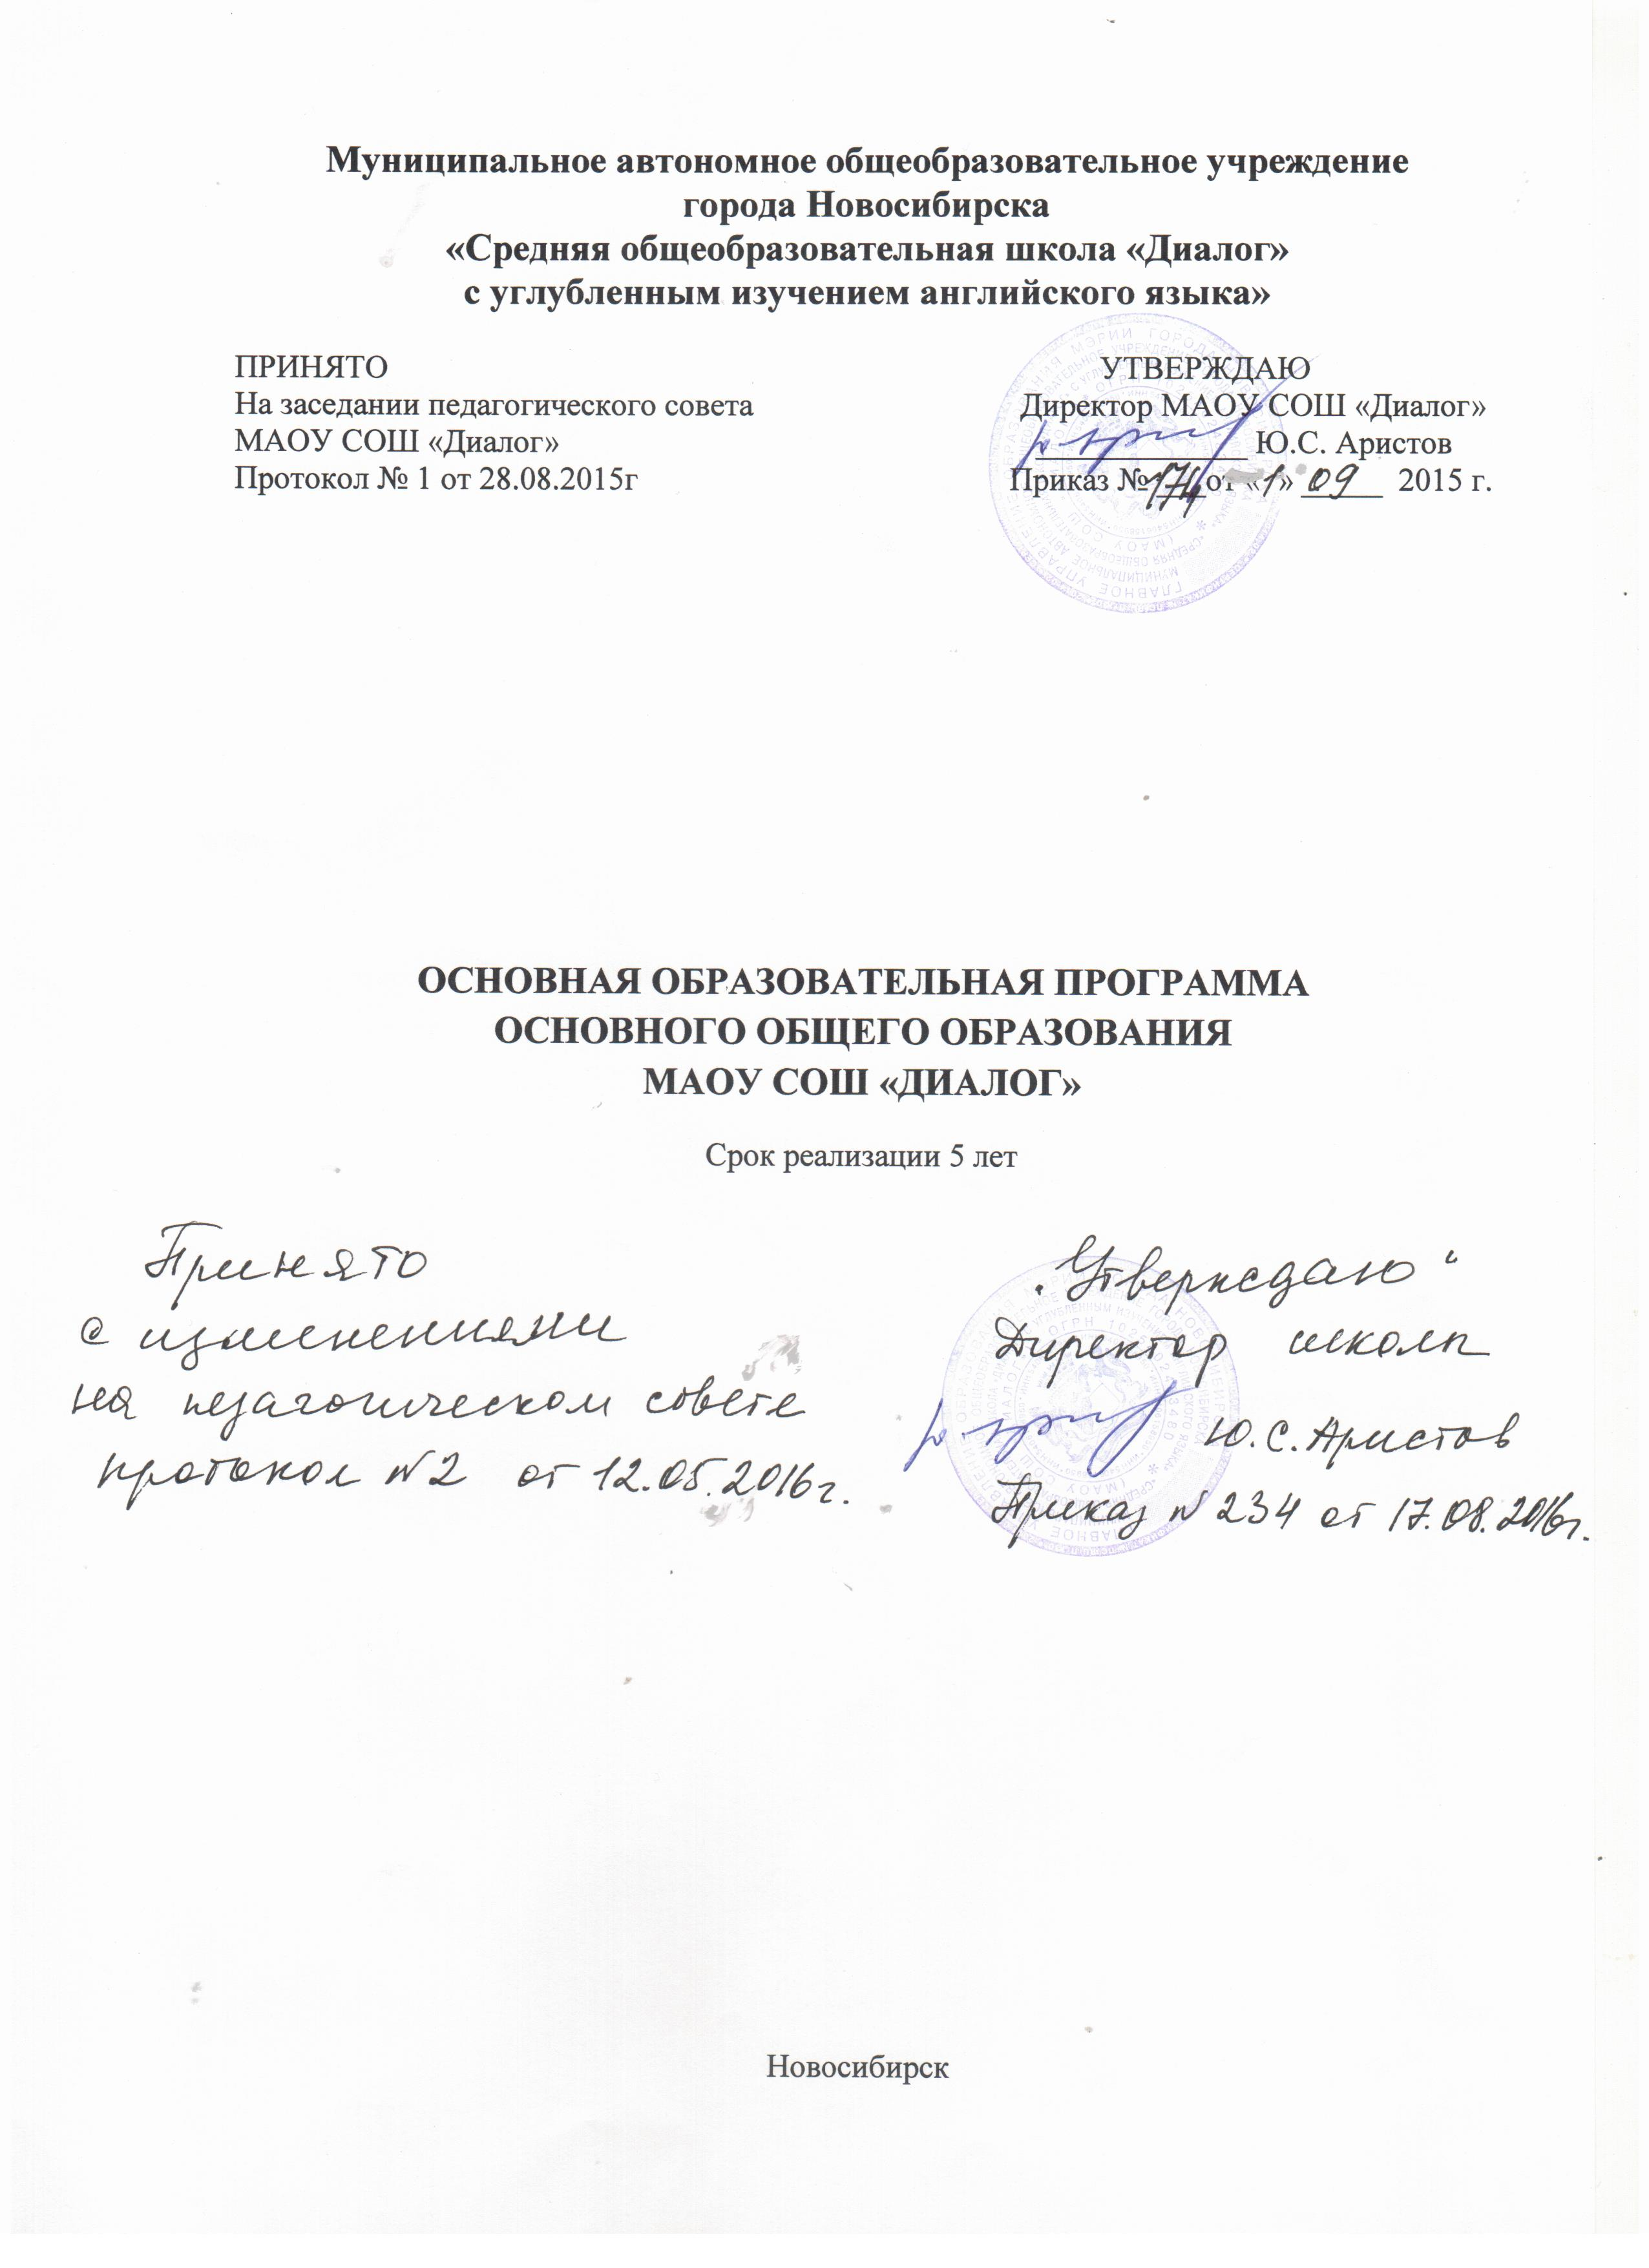 Муниципальное автономное общеобразовательное учреждение
города Новосибирска
«Средняя общеобразовательная школа «Диалог»
с углубленным изучением английского языка»
ПРИНЯТО
На заседании педагогического совета
МАОУ СОШ «Диалог»
Протокол № 1 от 28.08.2015г
УТВЕРЖДАЮ
Директор МАОУ СОШ «Диалог»
Ю.С. Аристов
Приказ № 174 от «1» 09 2015 г.
ОСНОВНАЯ ОБРАЗОВАТЕЛЬНАЯ ПРОГРАММА
ОСНОВНОГО ОБЩЕГО ОБРАЗОВАНИЯ
МАОУ СОШ «ДИАЛОГ»
Срок реализации 5 лет
Принято
с изменениями
на педагогическом совете
протокол №2 от 12.05.2016г.
„Утверждаю“
Директор школы
Ю.С. Аристов
Приказ № 234 от 17.08.2016г.
Новосибирск